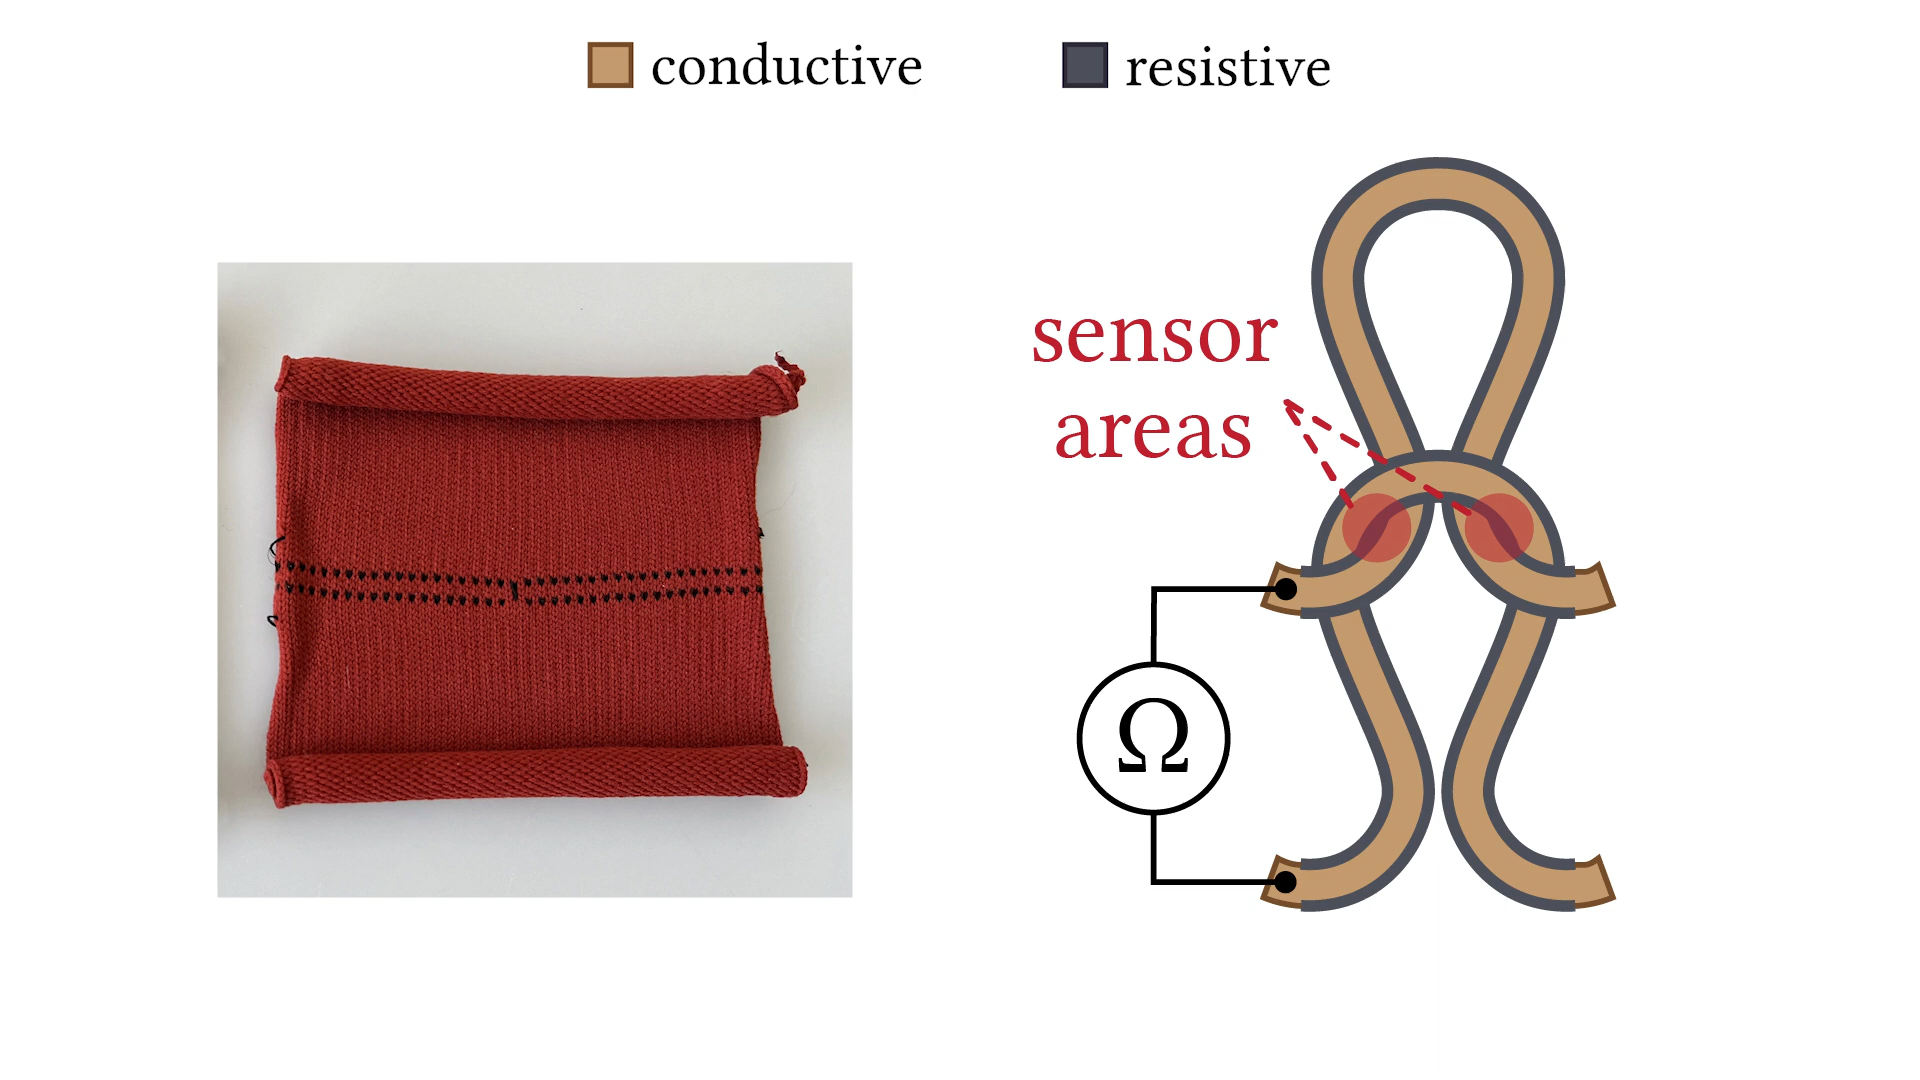 conductive
resistive
sensor
areas
Ω